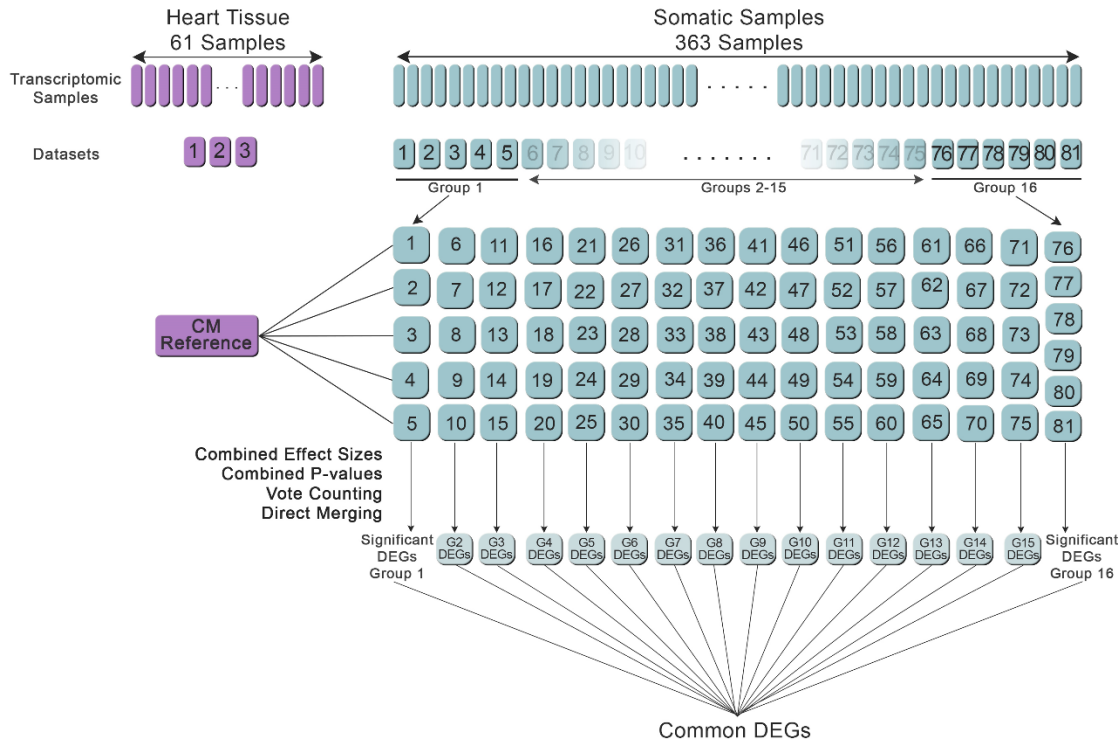 Heart Tissue
61 Samples
Somatic Samples
363 Samples
Transcriptomic
Samples
Datasets
1 2 3
1 2 3 4 5 6 7 8 9 10 ....... 71 72 73 74 75 76 77 78 79 80 81
Group 1
Groups 2-15
Group 16
1 6 11 16 21 26 31 36 41 46 51 56 61 66 71 76
2 7 12 17 22 27 32 37 42 47 52 57 62 67 72 77
3 8 13 18 23 28 33 38 43 48 53 58 63 68 73 78
4 9 14 19 24 29 34 39 44 49 54 59 64 69 74 79
80
5 10 15 20 25 30 35 40 45 50 55 60 65 70 75 81
CM
Reference
Combined Effect Sizes
Combined P-values
Vote Counting
Direct Merging
Significant
DEGs
Group 1
G2
DEGs
G3
DEGs
G4
DEGs
G5
DEGs
G6
DEGs
G7
DEGs
G8
DEGs
G9
DEGs
G10
DEGs
G11
DEGs
G12
DEGs
G13
DEGs
G14
DEGs
G15
DEGs
Significant
DEGs
Group 16
Common DEGs